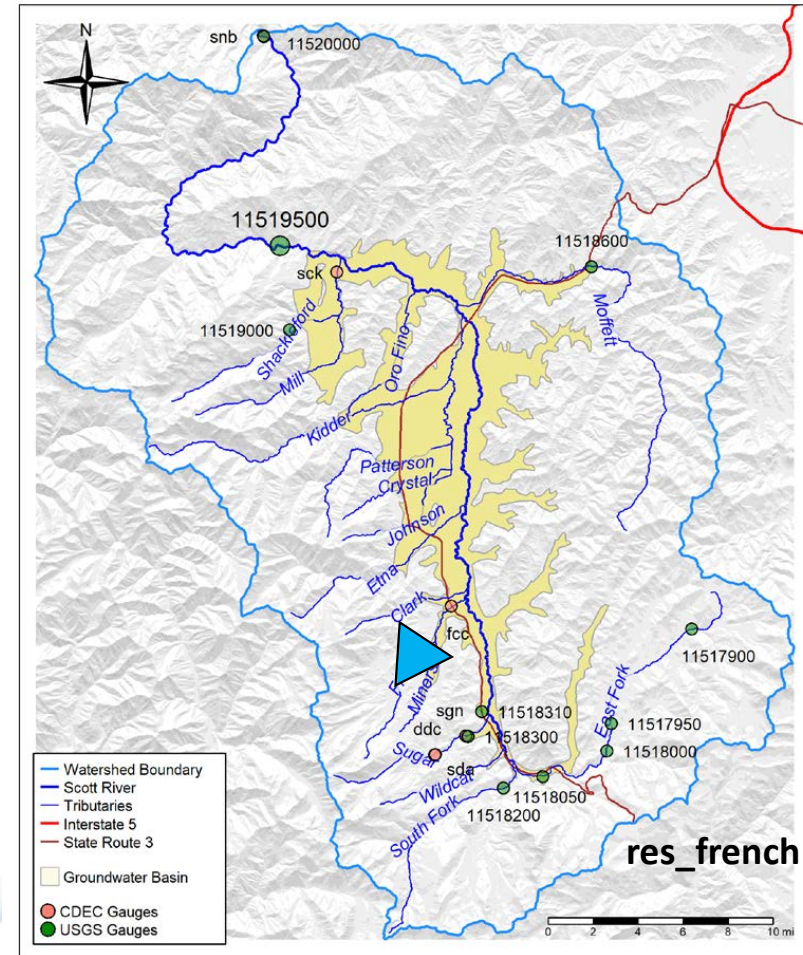 N
snb
11520000
11519500
11518600
sck
11519000
Shackleford
Mill
Oro Fino
Moffett
Kidder
Patterson
Crystal
Johnson
Etna
Clark
fcc
11517900
Miners
sgn
11518310
East Fork
11517950
ddc
11518300
11518000
Sugar
sda
Wildcat
11518050
South Fork
11518200
res_french
Watershed Boundary
Scott River
Tributaries
Interstate 5
State Route 3
Groundwater Basin
CDEC Gauges
USGS Gauges
0 2 4 6 8 10 mi